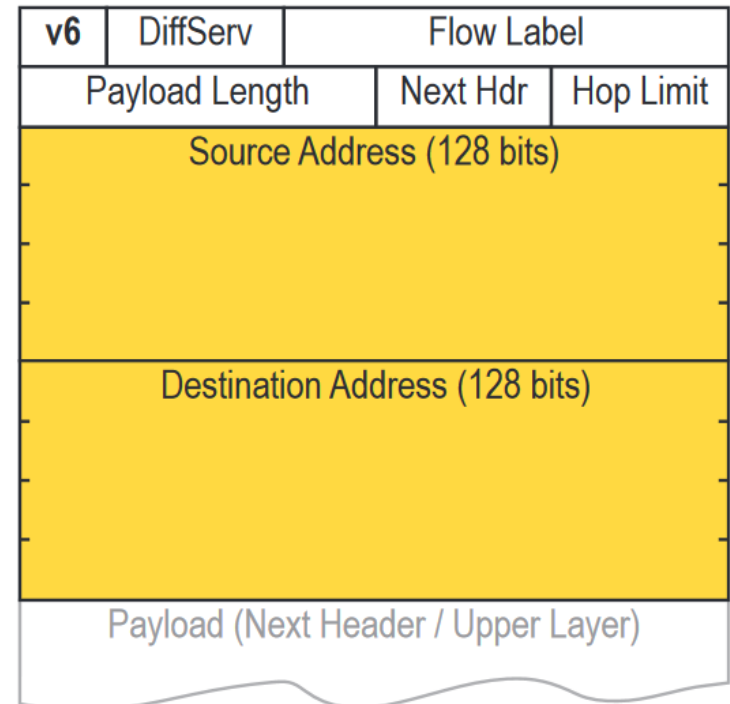 v6 DiffServ Flow Label
Payload Length Next Hdr Hop Limit
Source Address (128 bits)
Destination Address (128 bits)
Payload (Next Header / Upper Layer)